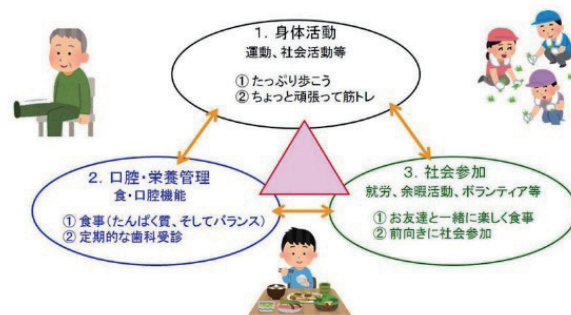 1. 身体活動
運動、社会活動等
① たっぷり歩こう
② ちょっと頑張って筋トレ
2. 口腔・栄養管理
食・口腔機能
① 食事(たんぱく質、そしてバランス)
② 定期的な歯科受診
3. 社会参加
就労、余暇活動、ボランティア等
① お友達と一緒に楽しく食事
② 前向きに社会参加